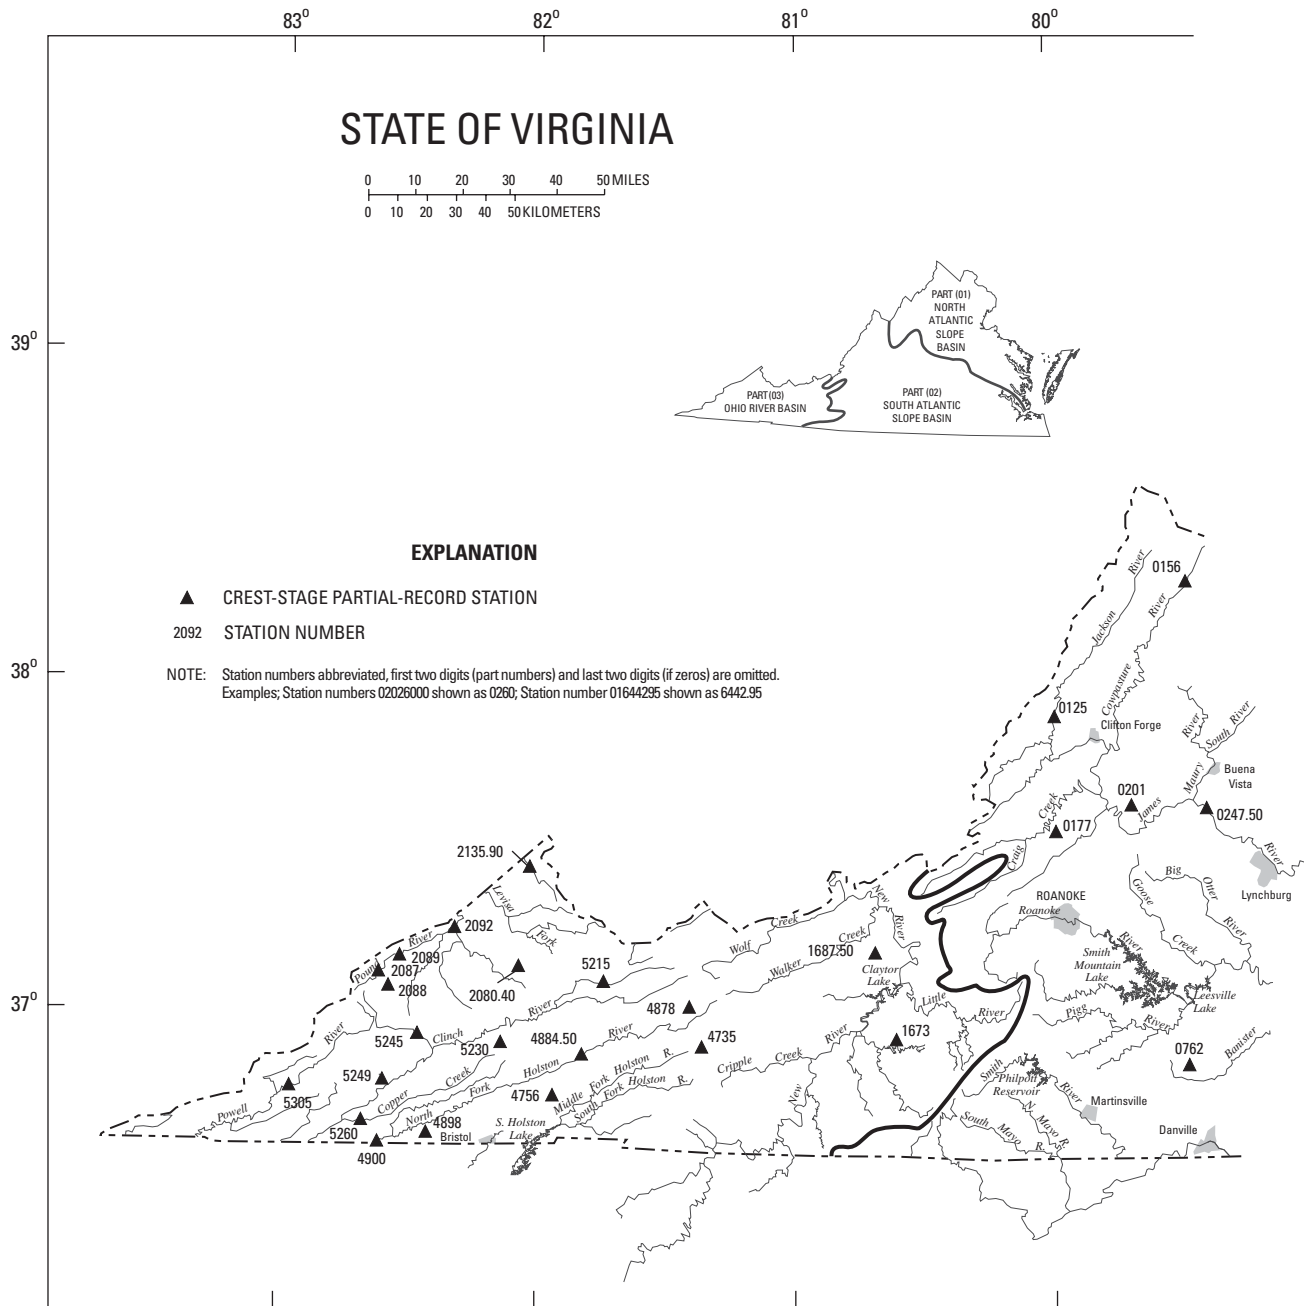 83° 82° 81° 80°
STATE OF VIRGINIA
0 10 20 30 40 50 MILES
0 10 20 30 40 50 KILOMETERS
PART (01)
NORTH
ATLANTIC
SLOPE
BASIN
39°
PART(03)
OHIO RIVER BASIN
PART (02)
SOUTH ATLANTIC
SLOPE BASIN
EXPLANATION
CREST-STAGE PARTIAL-RECORD STATION
2092 STATION NUMBER
NOTE: Station numbers abbreviated, first two digits (part numbers) and last two digits (if zeros) are omitted.
Examples; Station numbers 02026000 shown as 0260; Station number 01644295 shown as 6442.95
38°
0156
Jackson River
Cowpasture River
0125
Clifton Forge
River
South River
Maury
Buena
Vista
0201
James
0247.50
River
Lynchburg
Craig Creek
0177
2135.90
Levisa
Fork
2092
River
2089
Pound
2087
2088
2080.40
5215
Wolf Creek
Walker Creek
New
River
1687.50
Claytor
Lake
ROANOKE
Roanoke
River
Big
Otter
River
Goose
Creek
Smith
Mountain
Lake
Leesville
Lake
37°
River
5245
Clinch
River
5230
4884.50
River
4878
4735
Cripple Creek
River
Little
River
1673
Pigg
River
0762
Banister
5249
5305
Powell
Copper
Creek
North
Fork
Holston
4756
Middle Fork Holston R.
South Fork Holston R.
New
Smith
Philpott
Reservoir
River
Martinsville
N. Mayo R.
South Mayo R.
Danville
5260
4898
Bristol
S. Holston
Lake
4900